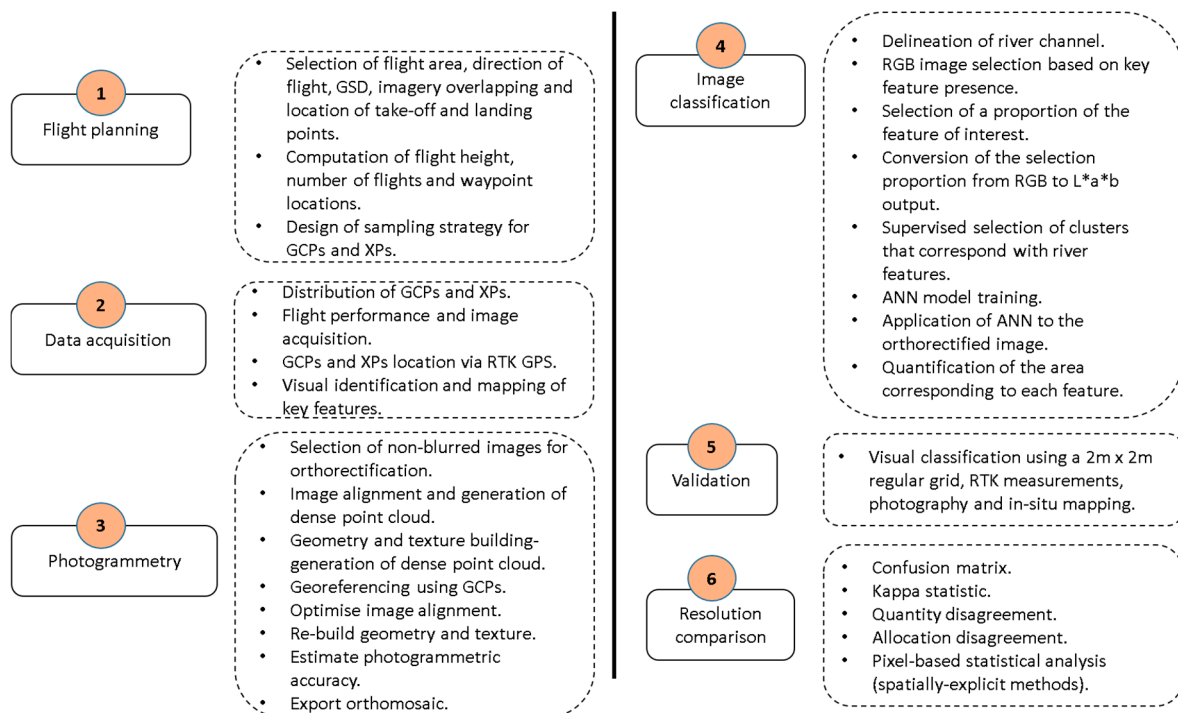 1
Flight planning
• Selection of flight area, direction of
flight, GSD, imagery overlapping and
location of take-off and landing
points.
• Computation of flight height,
number of flights and waypoint
locations.
• Design of sampling strategy for
GCPs and XPs.
2
Data acquisition
• Distribution of GCPs and XPs.
• Flight performance and image
acquisition.
• GCPs and XPs location via RTK GPS.
• Visual identification and mapping of
key features.
3
Photogrammetry
• Selection of non-blurred images for
orthorectification.
• Image alignment and generation of
dense point cloud.
• Geometry and texture building-
generation of dense point cloud.
• Georeferencing using GCPs.
• Optimise image alignment.
• Re-build geometry and texture.
• Estimate photogrammetric
accuracy.
• Export orthomosaic.
4
Image
classification
• Delineation of river channel.
• RGB image selection based on key
feature presence.
• Selection of a proportion of the
feature of interest.
• Conversion of the selection
proportion from RGB to L*a*b
output.
• Supervised selection of clusters
that correspond with river
features.
• ANN model training.
• Application of ANN to the
orthorectified image.
• Quantification of the area
corresponding to each feature.
5
Validation
• Visual classification using a 2m x 2m
regular grid, RTK measurements,
photography and in-situ mapping.
6
Resolution
comparison
• Confusion matrix.
• Kappa statistic.
• Quantity disagreement.
• Allocation disagreement.
• Pixel-based statistical analysis
(spatially-explicit methods).